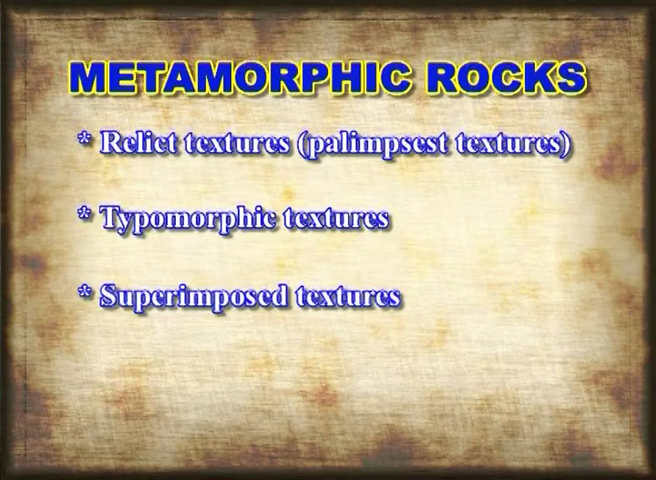 METAMORPHIC ROCKS
* Relict textures (palimpsest textures)
* Typomorphic textures
* Superimposed textures